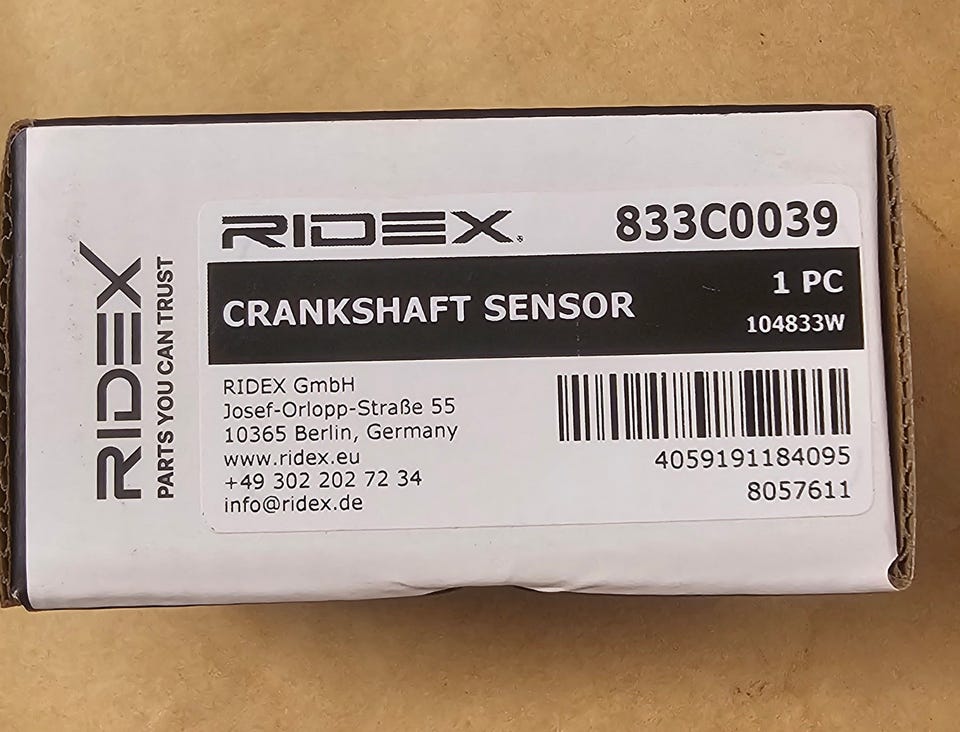 RIDEX
PARTS YOU CAN TRUST
RIDEX
833C0039
CRANKSHAFT SENSOR
1 PC
104833W
RIDEX GmbH
Josef-Orlopp-Straße 55
10365 Berlin, Germany
www.ridex.eu
+49 302 202 72 34
info@ridex.de
4059191184095
8057611